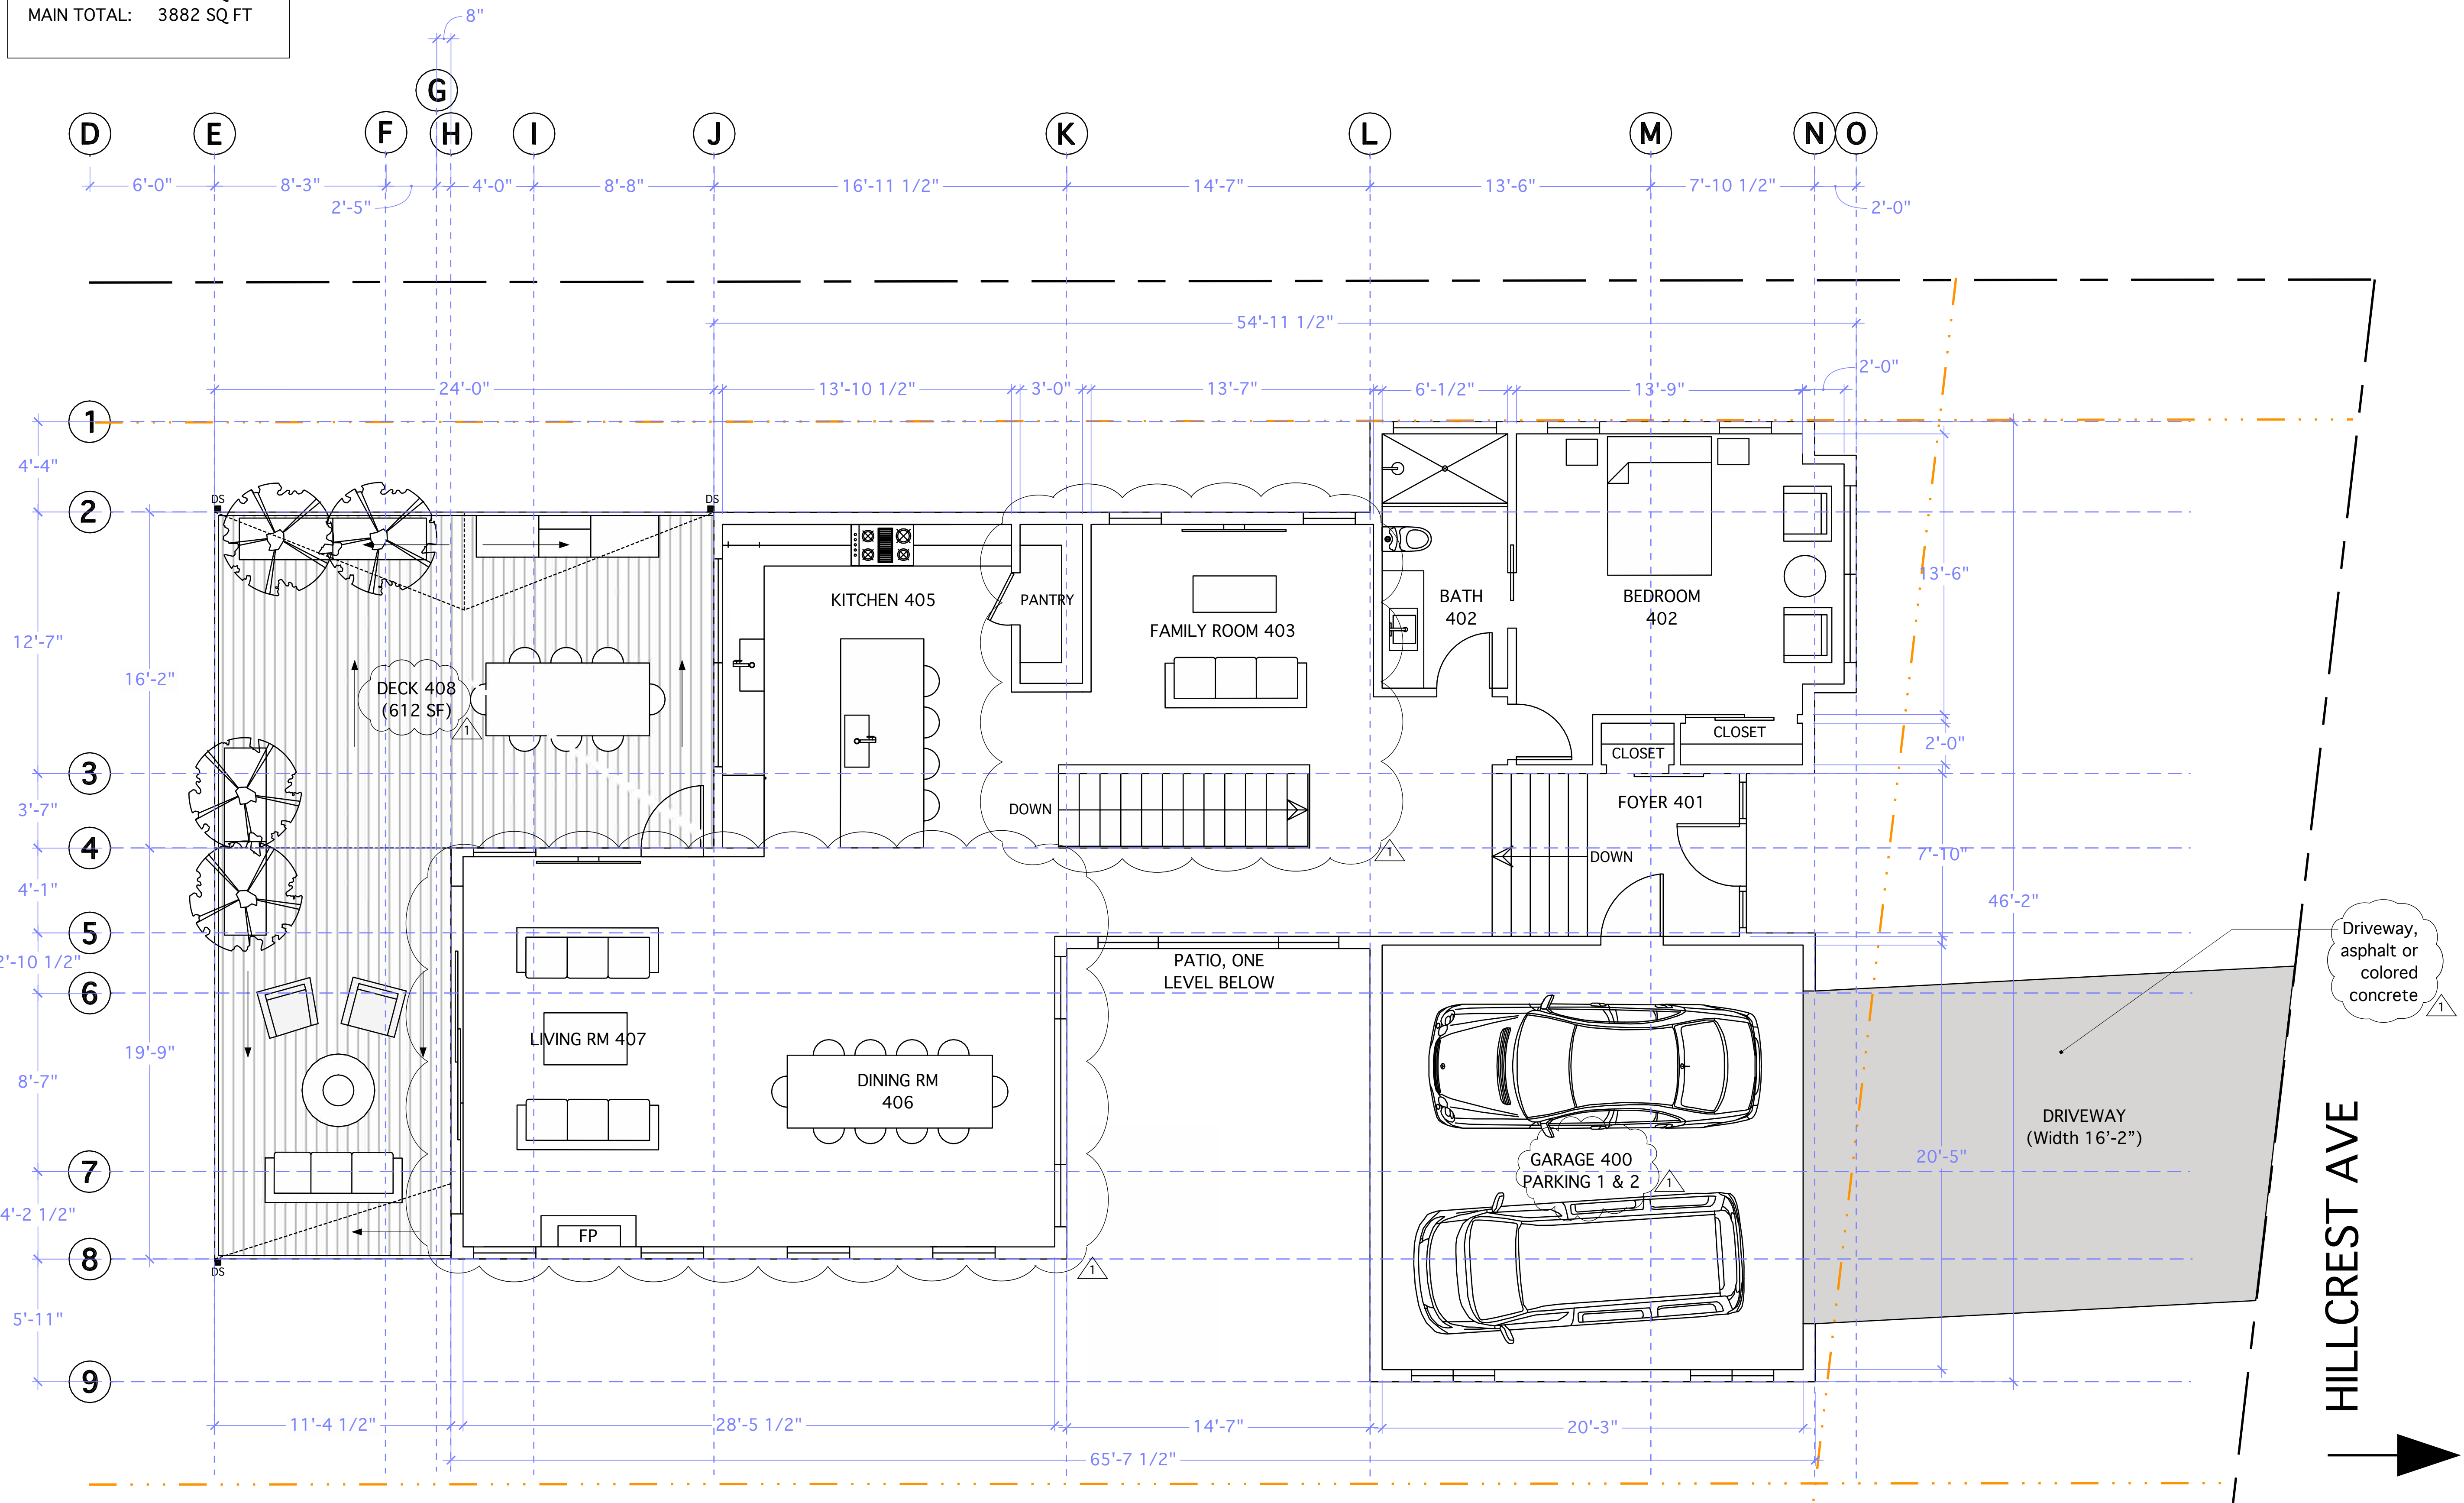 MAIN TOTAL: 3882 SQ FT
8"
G
D E F H I J K L M N O
6'-0" 8'-3" 4'-0" 8'-8" 16'-11 1/2" 14'-7" 13'-6" 7'-10 1/2"
2'-5" 2'-0"
54'-11 1/2"
2'-0"
24'-0" 13'-10 1/2" 3'-0" 13'-7" 6'-1/2" 13'-9"
1
4'-4"
DS DS
2
13'-6"
KITCHEN 405
PANTRY
BATH
402
BEDROOM
402
FAMILY ROOM 403
12'-7"
16'-2"
DECK 408
(612 SF)
1
CLOSET
CLOSET
2'-0"
3
3'-7"
DOWN
FOYER 401
4
1
DOWN
7'-10"
4'-1"
46'-2"
5
Driveway,
asphalt or
colored
concrete
1
2'-10 1/2"
PATIO, ONE
LEVEL BELOW
6
LIVING RM 407
19'-9"
8'-7"
DINING RM
406
DRIVEWAY
(Width 16'-2”)
GARAGE 400
PARKING 1 & 2
1
20'-5"
7
4'-2 1/2"
FP
8
DS
1
HILLCREST AVE
5'-11"
9
11'-4 1/2" 28'-5 1/2" 14'-7" 20'-3"
65'-7 1/2"